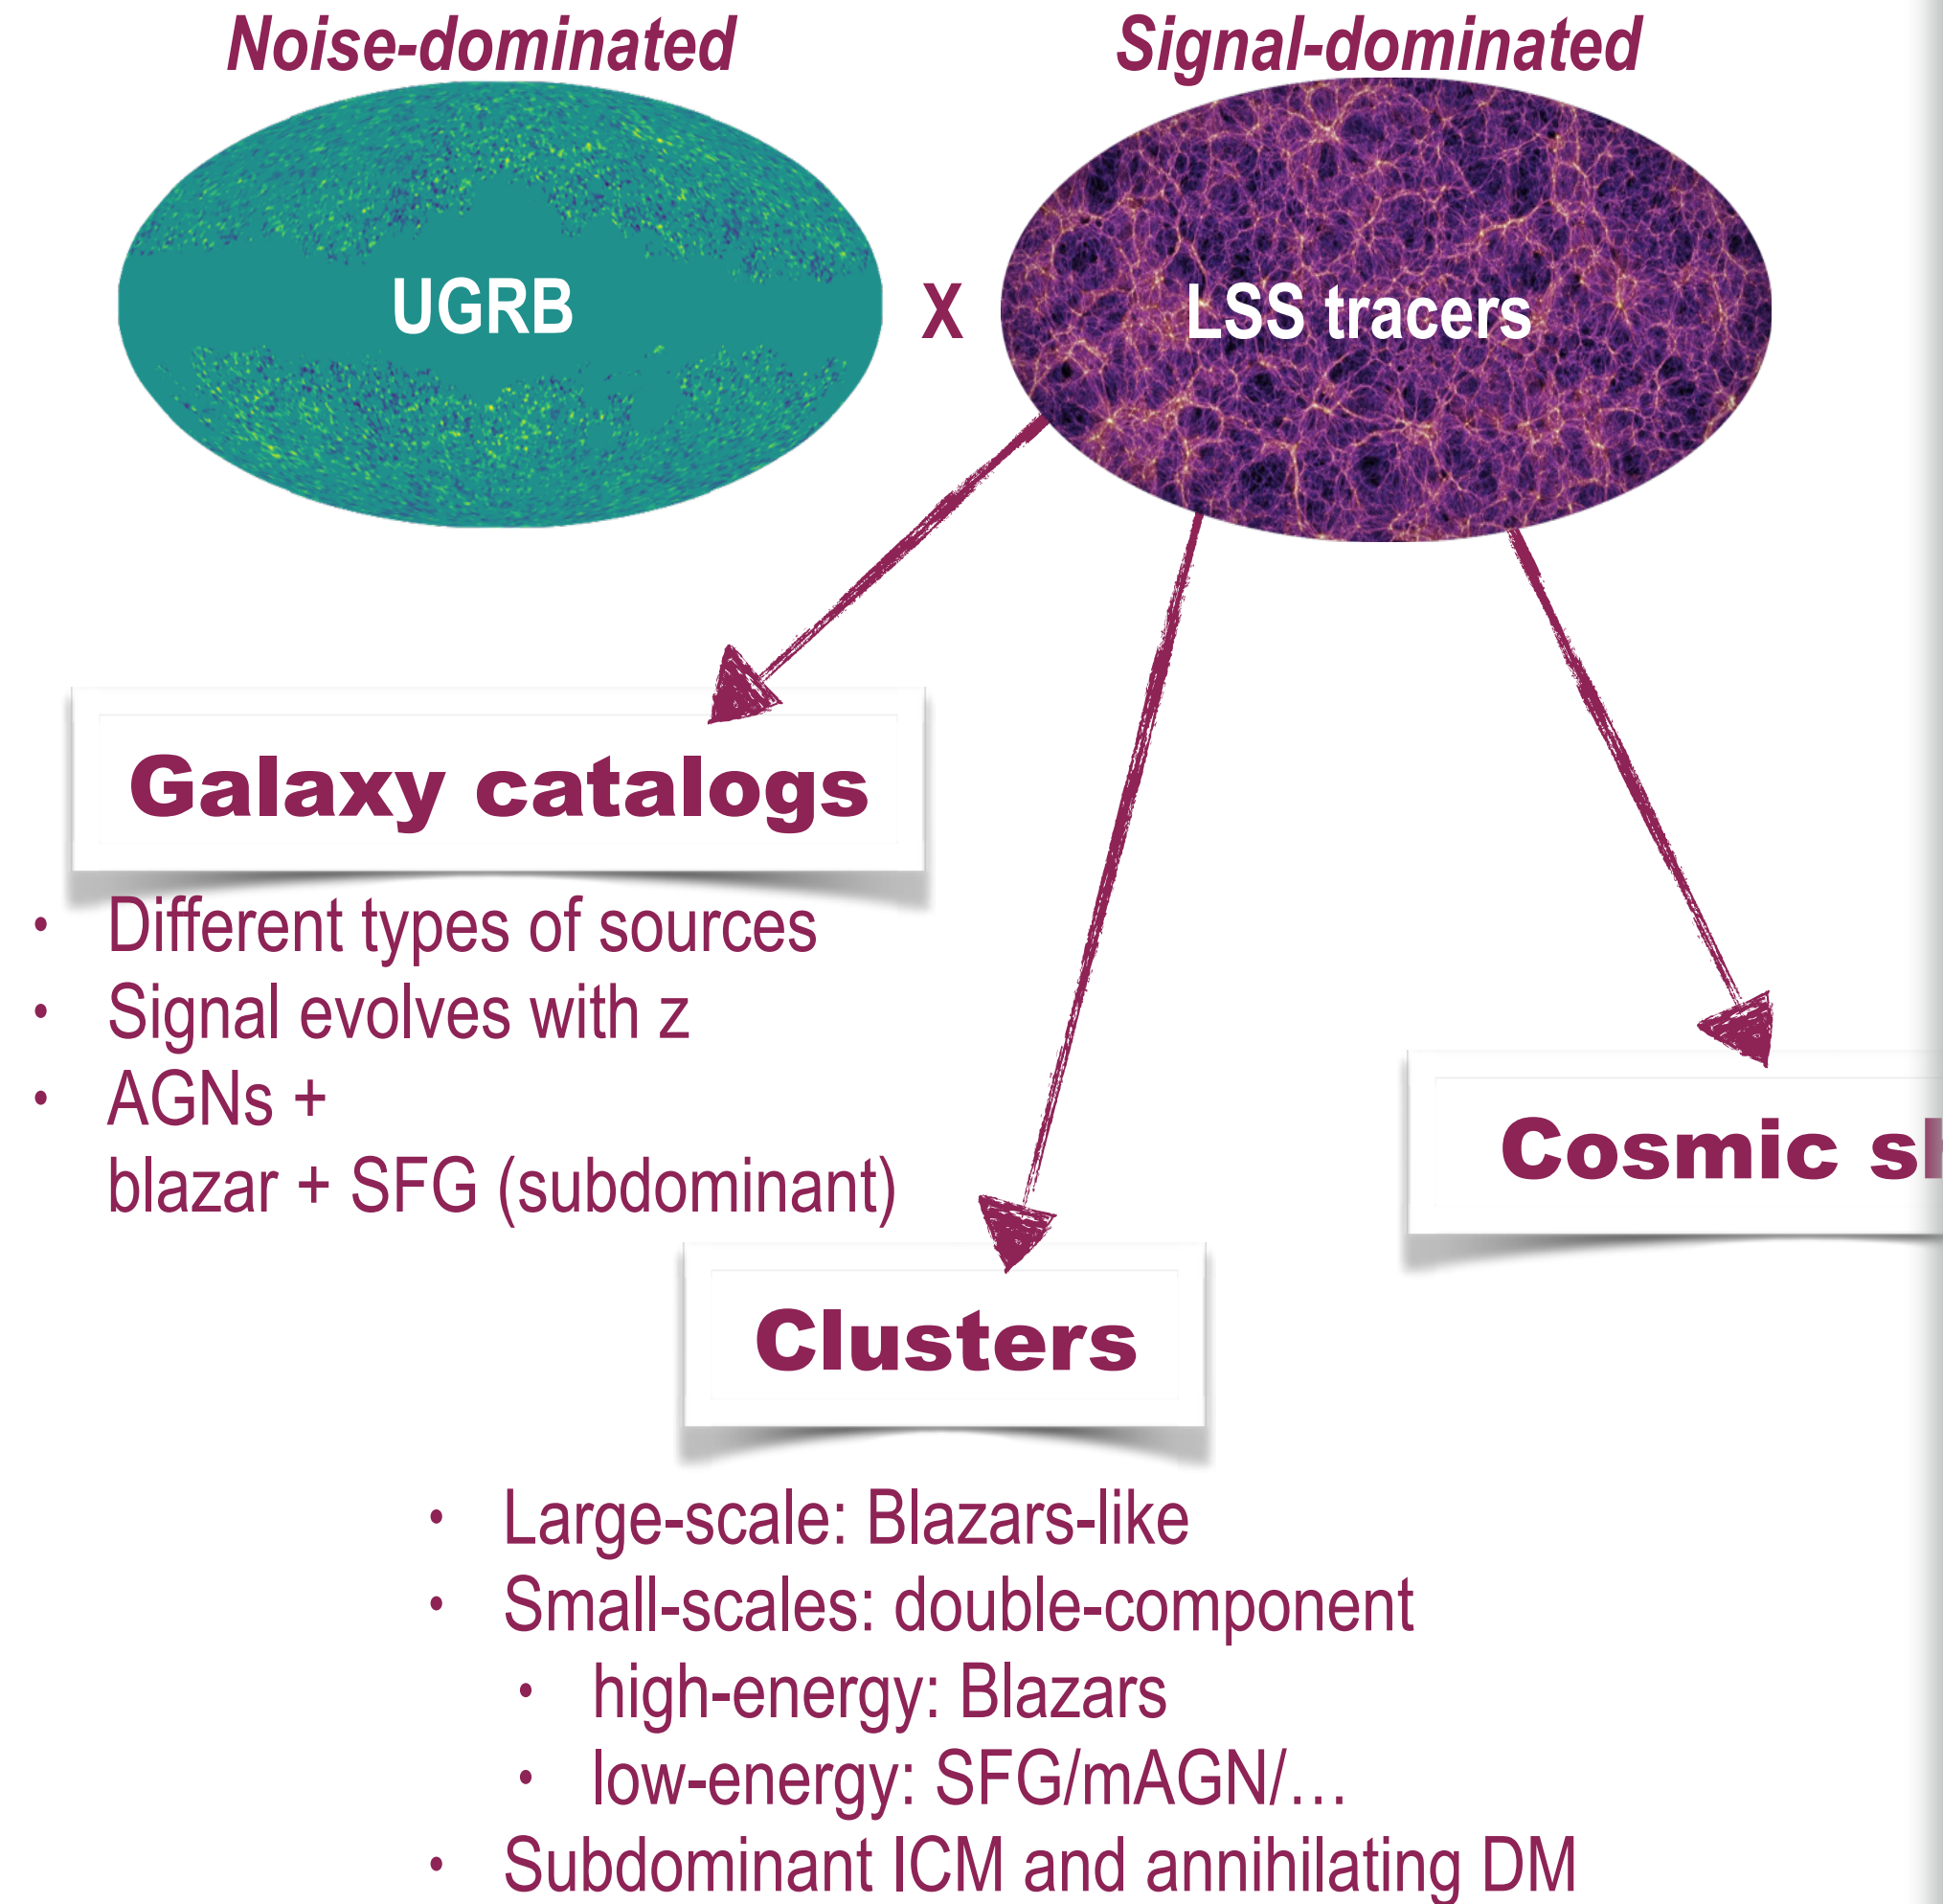 Noise-dominated
Signal-dominated
UGRB
X
LSS tracers
Galaxy catalogs
• Different types of sources
• Signal evolves with z
• AGNs +
blazar + SFG (subdominant)
Cosmic
Clusters
• Large-scale: Blazars-like
• Small-scales: double-component
• high-energy: Blazars
• low-energy: SFG/mAGN/…
• Subdominant ICM and annihilating DM